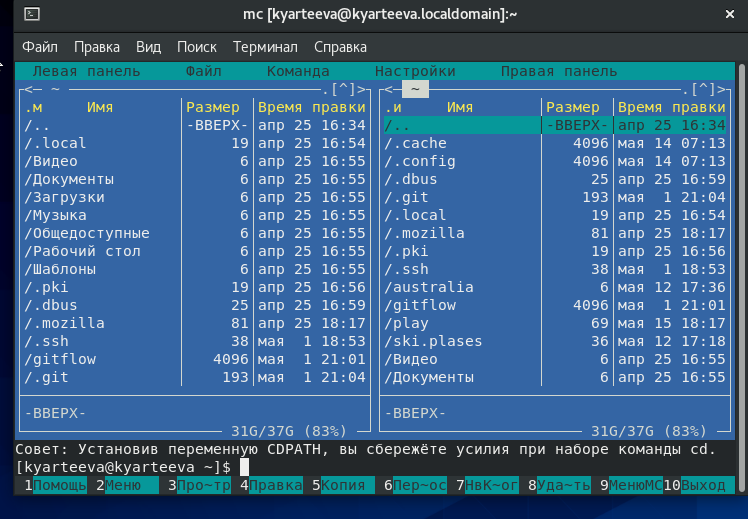 mc [kyarteeva@kyarteeva.localdomain]:~
Файл Правка Вид Поиск Терминал Справка
Левая панель Файл Команда Настройки Правая панель
<─ ~ .[^]> <─ ~ .[^]>
.м Имя Размер Время правки .и Имя Размер Время правки
/.. -ВВЕРХ- апр 25 16:34 /.. -ВВЕРХ- апр 25 16:34
/.local 19 апр 25 16:54 /.cache 4096 мая 14 07:13
/Видео 6 апр 25 16:55 /.config 4096 мая 14 07:13
/Документы 6 апр 25 16:55 /.dbus 25 апр 25 16:59
/Загрузки 6 апр 25 16:55 /.git 193 мая 1 21:04
/Музыка 6 апр 25 16:55 /.local 19 апр 25 16:54
/Общедоступные 6 апр 25 16:55 /.mozilla 81 апр 25 18:17
/Рабочий стол 6 апр 25 16:55 /.pki 19 апр 25 16:56
/Шаблоны 6 апр 25 16:55 /.ssh 38 мая 1 18:53
/.pki 19 апр 25 16:56 /australia 6 мая 12 17:36
/.dbus 25 апр 25 16:59 /gitflow 4096 мая 1 21:01
/.mozilla 81 апр 25 18:17 /play 69 мая 15 18:17
/.ssh 38 мая 1 18:53 /ski.plases 36 мая 12 17:18
/gitflow 4096 мая 1 21:01 /Видео 6 апр 25 16:55
/.git 193 мая 1 21:04 /Документы 6 апр 25 16:55
-ВВЕРХ- -ВВЕРХ-
31G/37G (83%) 31G/37G (83%)
Совет: Установив переменную CDPATH, вы сбережёте усилия при наборе команды cd.
[kyarteeva@kyarteeva ~]$
1Помощь 2Меню 3Про~тр 4Правка 5Копия 6Пер~ос 7НвК~ог 8Уда~ть 9МенюМС10Выход